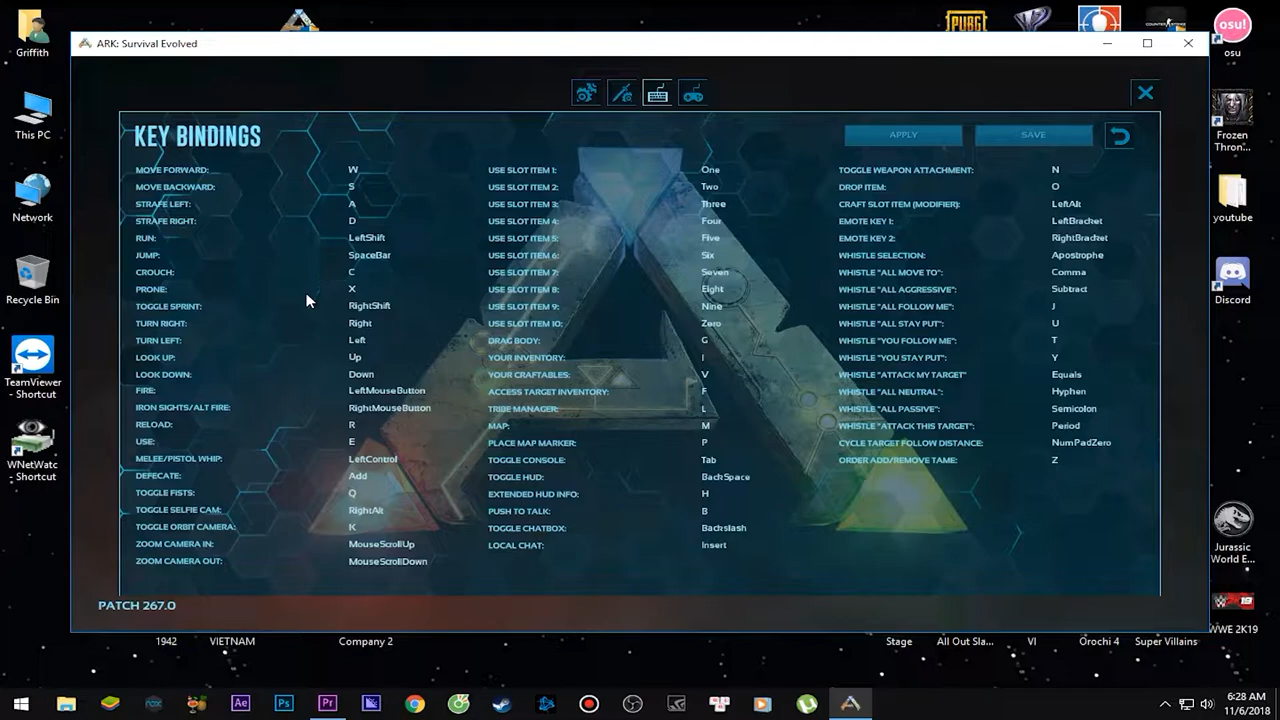 Griffith
This PC
Network
Recycle Bin
TeamViewer
- Shortcut
WNetWatc
- Shortcut
PUBG
osu!
osu
Frozen
Thron...
youtube
Discord
Jurassic
World E...
WWE 2K19
ARK: Survival Evolved
KEY BINDINGS
APPLY
SAVE
MOVE FORWARD: W
MOVE BACKWARD: S
STRAFE LEFT: A
STRAFE RIGHT: D
RUN: LeftShift
JUMP: SpaceBar
CROUCH: C
PRONE: X
TOGGLE SPRINT: RightShift
TURN RIGHT: Right
TURN LEFT: Left
LOOK UP: Up
LOOK DOWN: Down
FIRE: LeftMouseButton
IRON SIGHTS/ALT FIRE: RightMouseButton
RELOAD: R
USE: E
MELEE/PISTOL WHIP: LeftControl
DEFECATE: Add
TOGGLE FISTS: Q
TOGGLE SELFIE CAM: RightAlt
TOGGLE ORBIT CAMERA: K
ZOOM CAMERA IN: MouseScrollUp
ZOOM CAMERA OUT: MouseScrollDown
USE SLOT ITEM 1: One
USE SLOT ITEM 2: Two
USE SLOT ITEM 3: Three
USE SLOT ITEM 4: Four
USE SLOT ITEM 5: Five
USE SLOT ITEM 6: Six
USE SLOT ITEM 7: Seven
USE SLOT ITEM 8: Eight
USE SLOT ITEM 9: Nine
USE SLOT ITEM 10: Zero
DRAG BODY: G
YOUR INVENTORY: I
YOUR CRAFTABLES: V
ACCESS TARGET INVENTORY: F
TRIBE MANAGER: L
MAP: M
PLACE MAP MARKER: P
TOGGLE CONSOLE: Tab
TOGGLE HUD: BackSpace
EXTENDED HUD INFO: H
PUSH TO TALK: B
TOGGLE CHATBOX: Backslash
LOCAL CHAT: Insert
TOGGLE WEAPON ATTACHMENT: N
DROP ITEM: O
CRAFT SLOT ITEM (MODIFIER): LeftAlt
EMOTE KEY 1: LeftBracket
EMOTE KEY 2: RightBracket
WHISTLE SELECTION: Apostrophe
WHISTLE "ALL MOVE TO": Comma
WHISTLE "ALL AGGRESSIVE": Subtract
WHISTLE "ALL FOLLOW ME": J
WHISTLE "ALL STAY PUT": U
WHISTLE "YOU FOLLOW ME": T
WHISTLE "YOU STAY PUT": Y
WHISTLE "ATTACK MY TARGET" Equals
WHISTLE "ALL NEUTRAL": Hyphen
WHISTLE "ALL PASSIVE": Semicolon
WHISTLE "ATTACK THIS TARGET": Period
CYCLE TARGET FOLLOW DISTANCE: NumPadZero
ORDER ADD/REMOVE TAME: Z
PATCH 267.0
1942 VIETNAM Company 2 Stage All Out Sla... VI Orochi 4 Super Villains
Ae Ps Pr
6:28 AM
11/6/2018